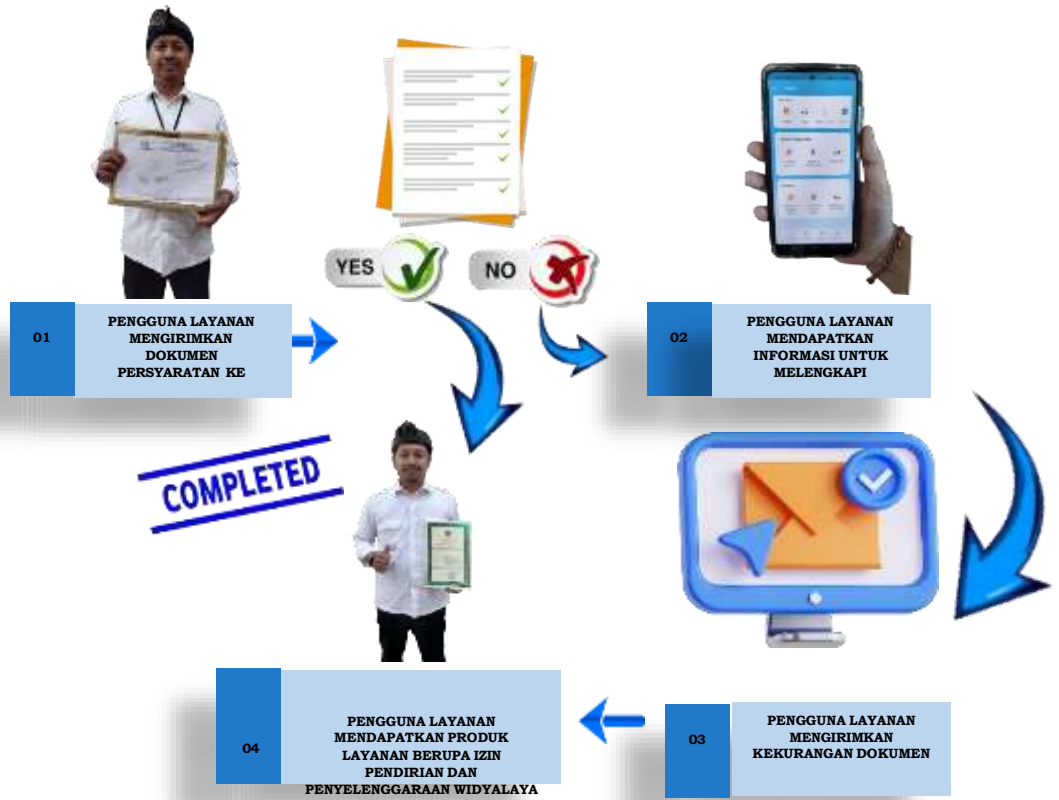 YES
NO
01
PENGGUNA LAYANAN
MENGIRIMKAN
DOKUMEN
PERSYARATAN KE
02
PENGGUNA LAYANAN
MENDAPATKAN
INFORMASI UNTUK
MELENGKAPI
COMPLETED
04
PENGGUNA LAYANAN
MENDAPATKAN PRODUK
LAYANAN BERUPA IZIN
PENDIRIAN DAN
PENYELENGGARAAN WIDYALAYA
03
PENGGUNA LAYANAN
MENGIRIMKAN
KEKURANGAN DOKUMEN